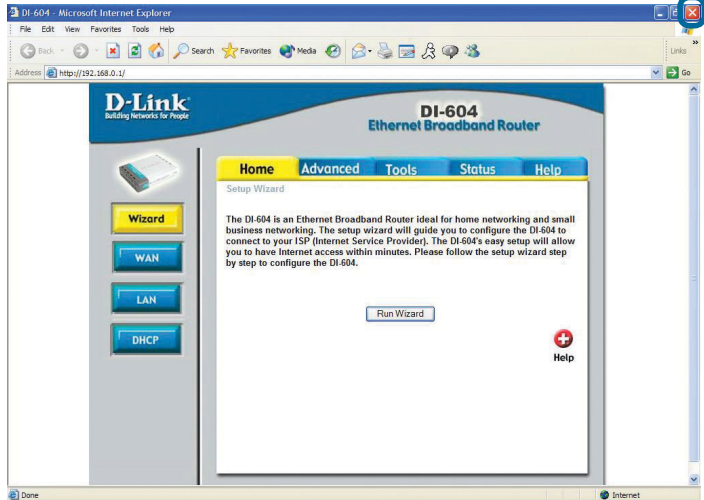 DI-604 - Microsoft Internet Explorer
File Edit View Favorites Tools Help
Back Search Favorites Media Links
Address http://192.168.0.1/ Go
D-Link
Building Networks for People
DI-604
Ethernet Broadband Router
Home Advanced Tools Status Help
Setup Wizard
Wizard
WAN
LAN
DHCP
The DI-604 is an Ethernet Broadband Router ideal for home networking and small
business networking. The setup wizard will guide you to configure the DI-604 to
connect to your ISP (Internet Service Provider). The DI-604's easy setup will allow
you to have Internet access within minutes. Please follow the setup wizard step
by step to configure the DI-604.
Run Wizard
Help
Done Internet